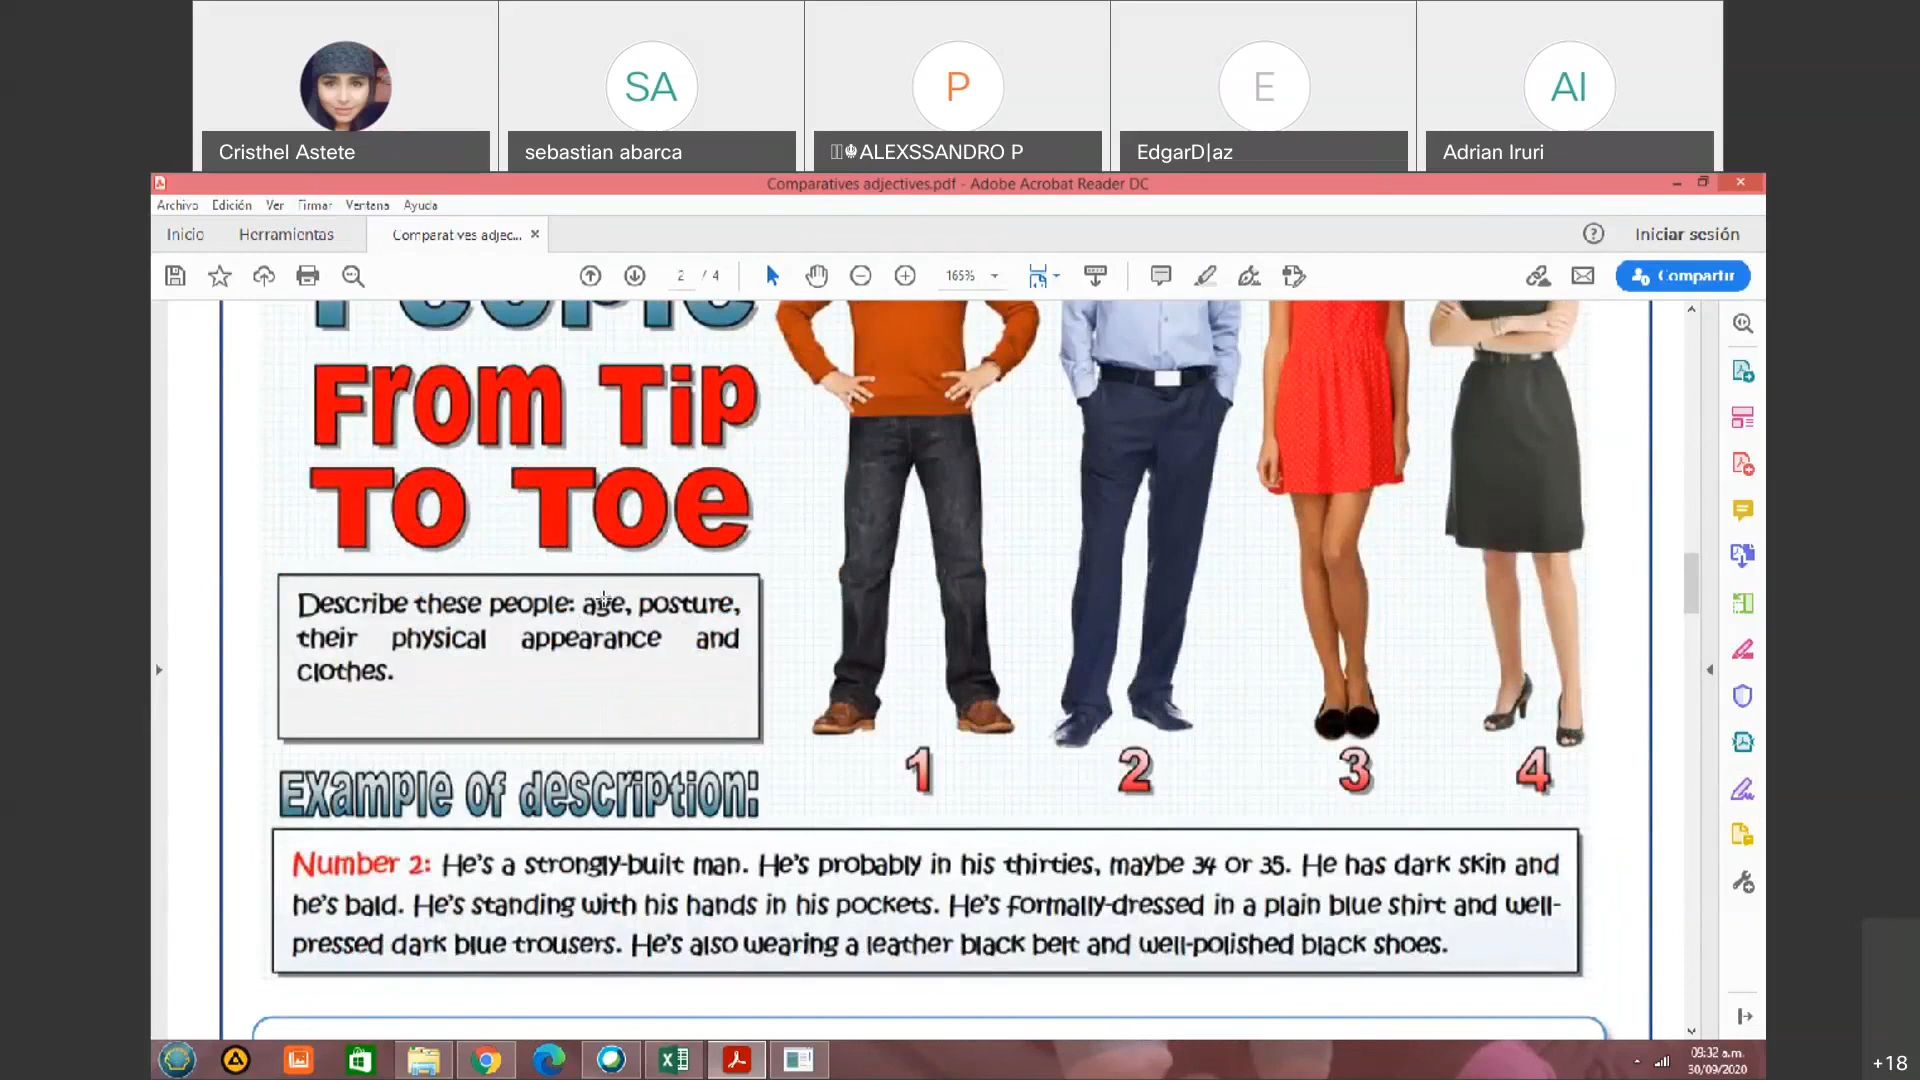 SA
P
E
AI
Cristhel Astete
sebastian abarca
ALEXSSANDRO P
EdgarD|az
Adrian Iruri
Comparatives adjectives.pdf - Adobe Acrobat Reader DC
Archivo Edición Ver Firmar Ventana Ayuda
Inicio Herramientas Comparatives adjec... Iniciar sesión
2 / 4 165% Compartir
People
From Tip
To Toe
Describe these people: age, posture,
their physical appearance and
clothes.
1 2 3 4
Example of description:
Number 2: He's a strongly-built man. He's probably in his thirties, maybe 34 or 35. He has dark skin and
he's bald. He's standing with his hands in his pockets. He's formally-dressed in a plain blue shirt and well-
pressed dark blue trousers. He's also wearing a leather black belt and well-polished black shoes.
09:32 a.m.
30/09/2020
+18